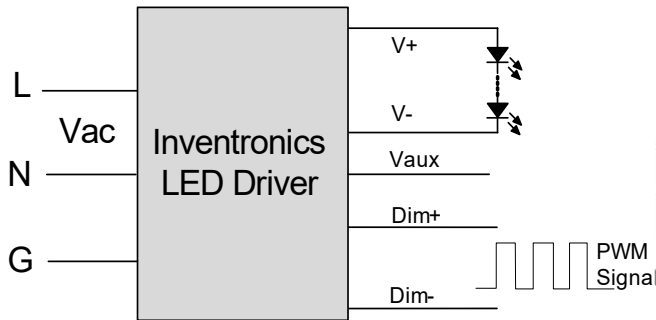 L
Vac
N
G
Inventronics
LED Driver
V+
V-
Vaux
Dim+
Dim-
PWM
Signal